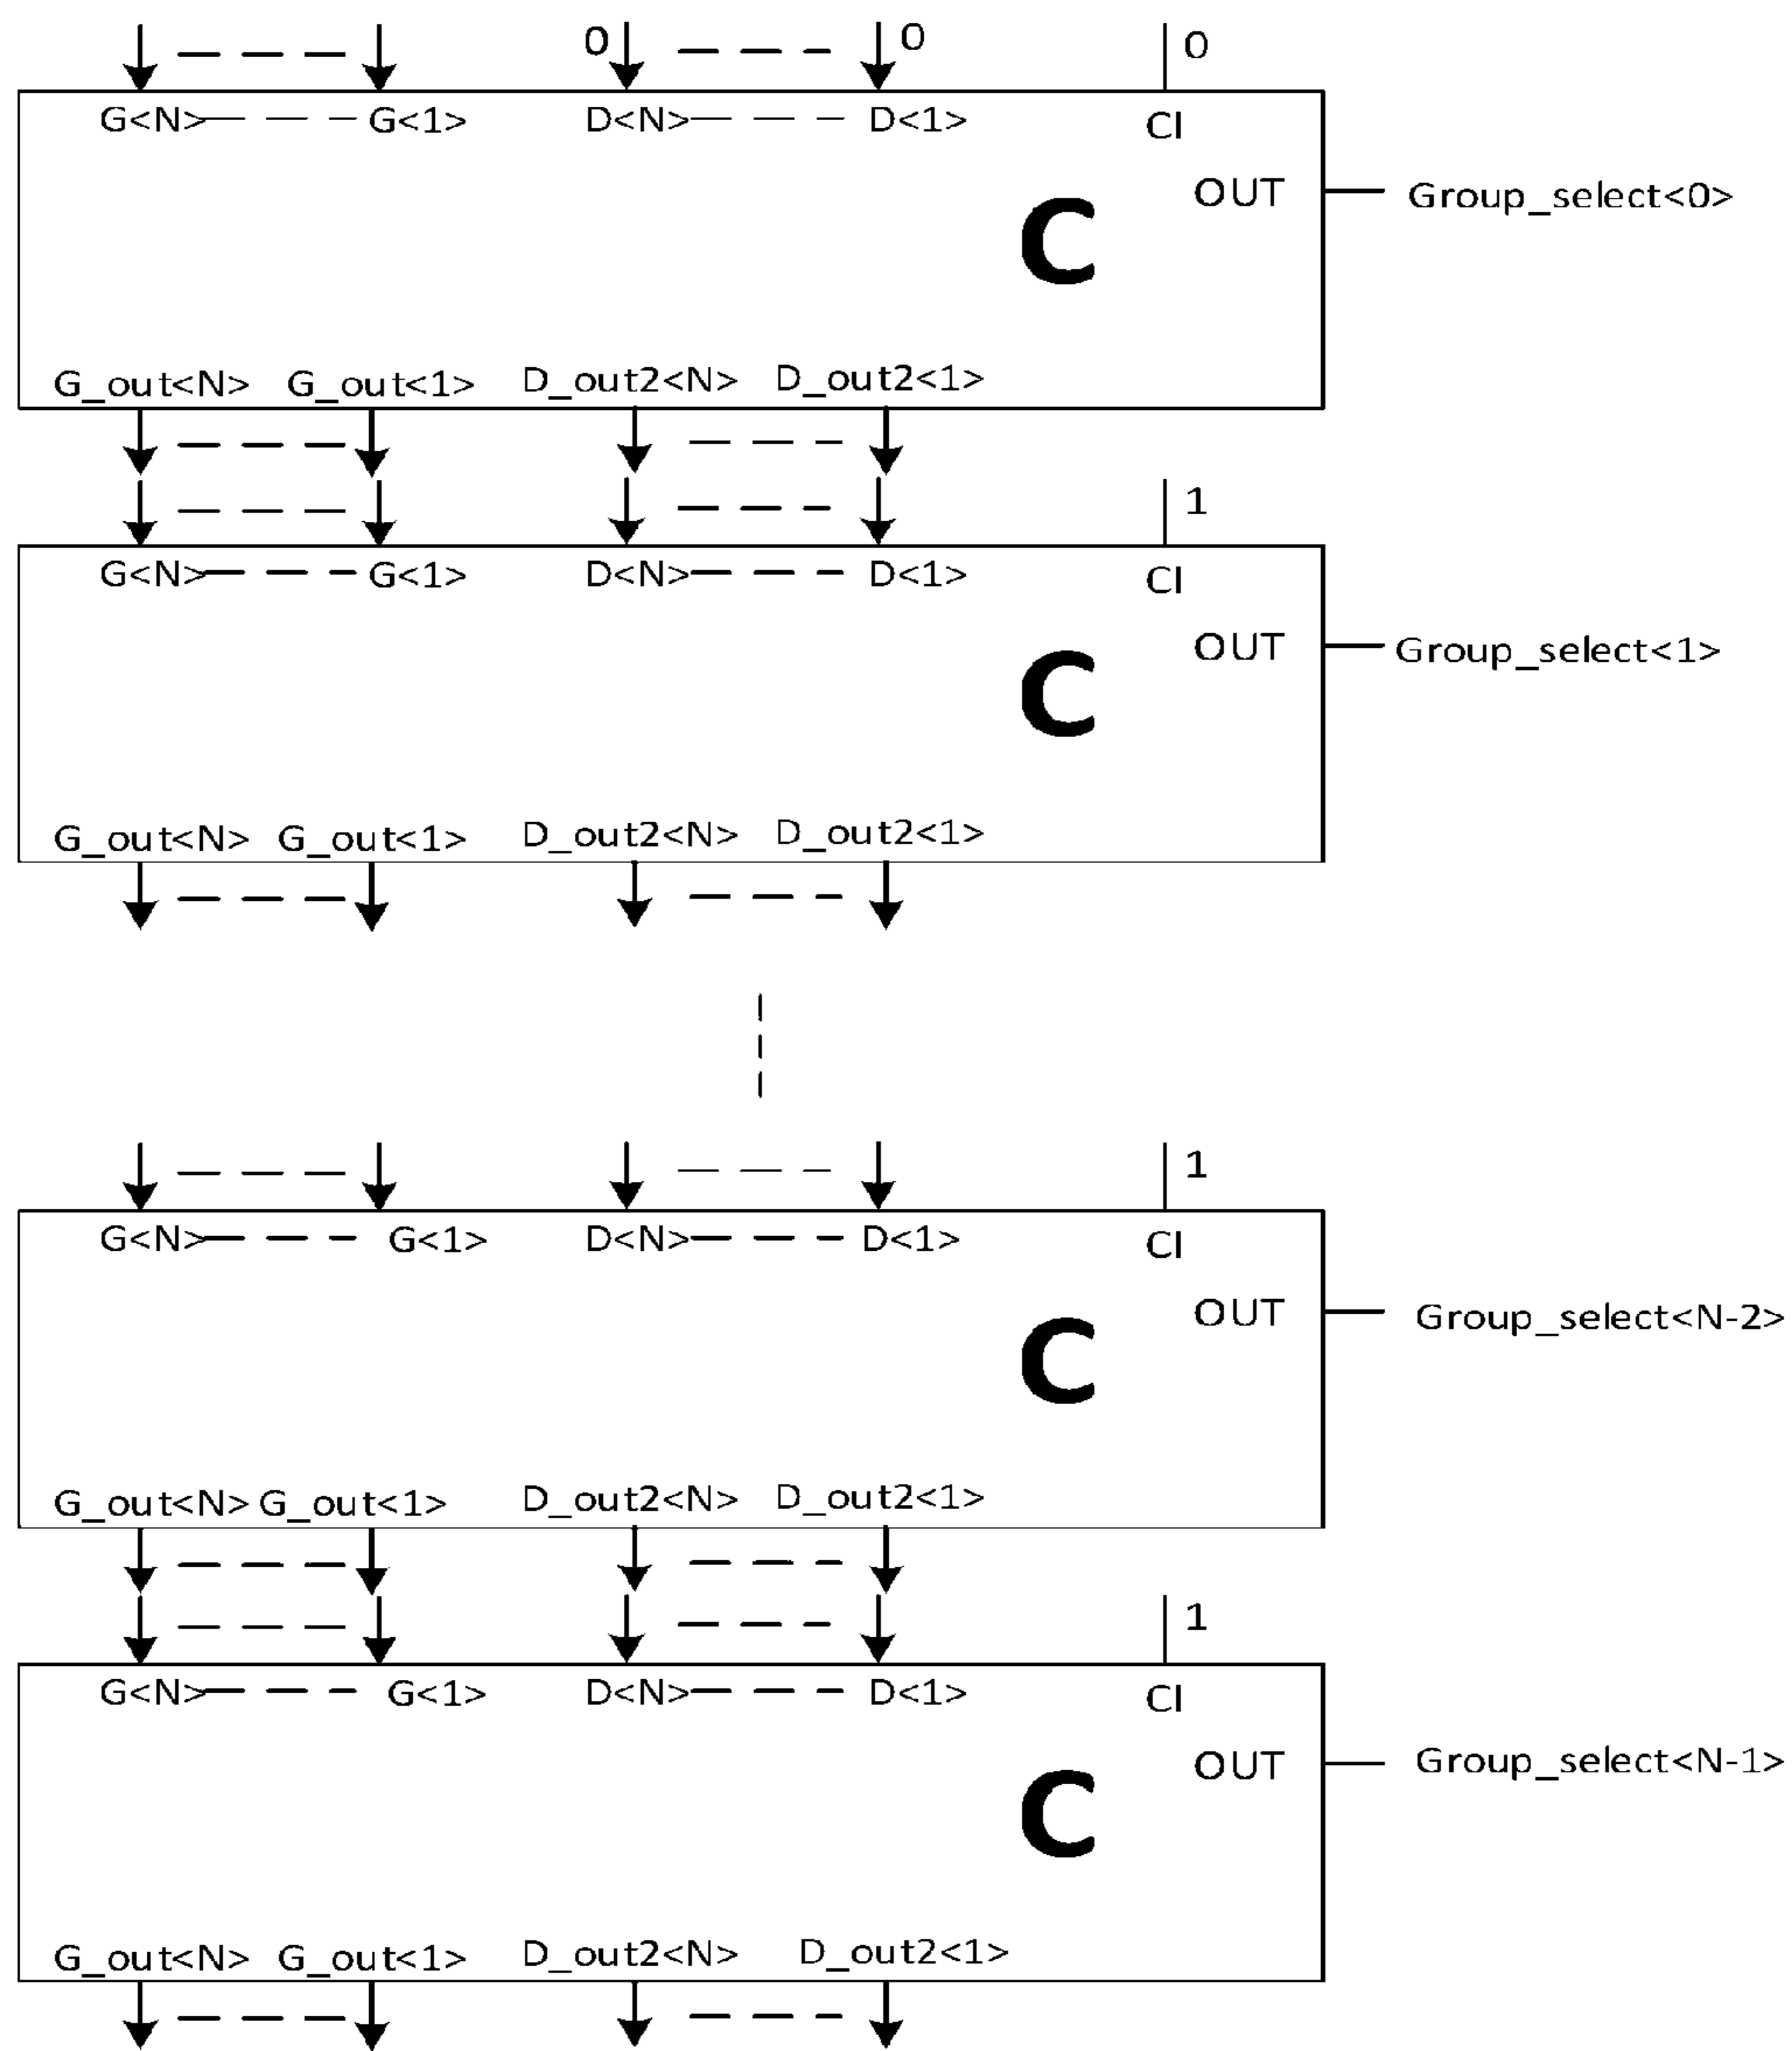 0 0 0
G<N> G<1> D<N> D<1> CI
OUT Group_select<0>
C
G_out<N> G_out<1> D_out2<N> D_out2<1>
1
G<N> G<1> D<N> D<1> CI
OUT Group_select<1>
C
G_out<N> G_out<1> D_out2<N> D_out2<1>
1
G<N> G<1> D<N> D<1> CI
OUT Group_select<N-2>
C
G_out<N> G_out<1> D_out2<N> D_out2<1>
1
G<N> G<1> D<N> D<1> CI
OUT Group_select<N-1>
C
G_out<N> G_out<1> D_out2<N> D_out2<1>